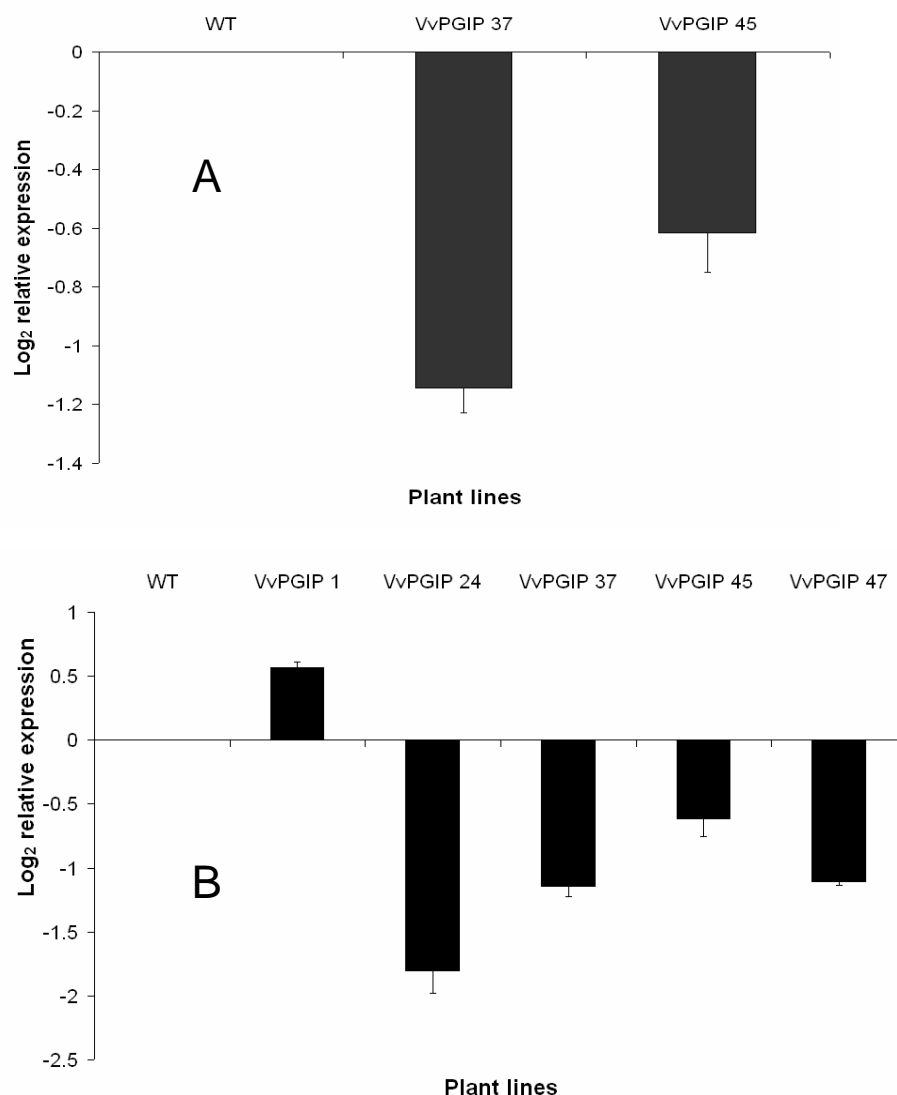 WT VvPGIP 37 VvPGIP 45
0
-0.2
-0.4
-0.6
-0.8
-1
-1.2
-1.4
Log₂ relative expression
A
Plant lines
WT VvPGIP 1 VvPGIP 24 VvPGIP 37 VvPGIP 45 VvPGIP 47
1
0.5
0
-0.5
-1
-1.5
-2
-2.5
Log₂ relative expression
B
Plant lines